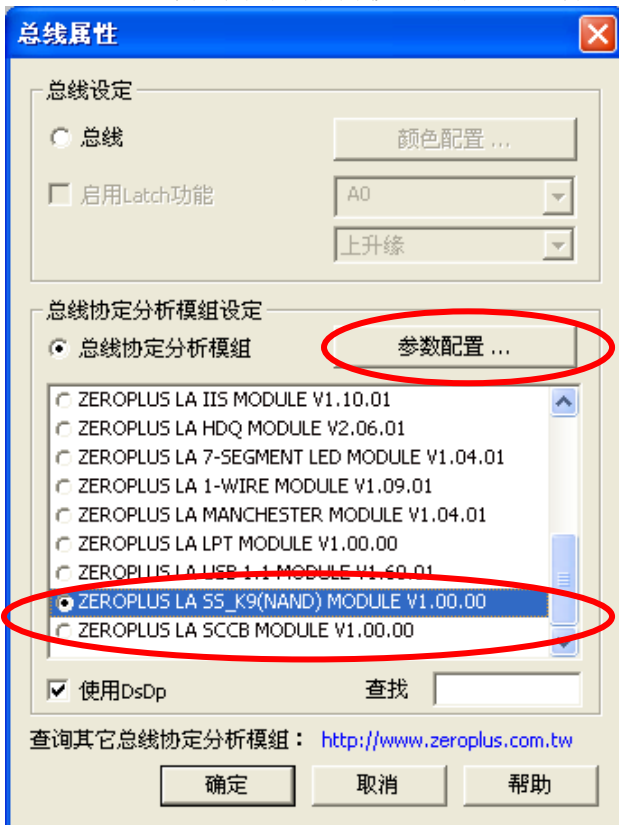 总线属性
总线设定
总线
颜色配置 ...
启用Latch功能
A0
上升缘
总线协定分析模组设定
总线协定分析模组
参数配置 ...
ZEROPLUS LA IIS MODULE V1.10.01
ZEROPLUS LA HDQ MODULE V2.06.01
ZEROPLUS LA 7-SEGMENT LED MODULE V1.04.01
ZEROPLUS LA 1-WIRE MODULE V1.09.01
ZEROPLUS LA MANCHESTER MODULE V1.04.01
ZEROPLUS LA LPT MODULE V1.00.00
ZEROPLUS LA USB 1.1 MODULE V1.60.01
ZEROPLUS LA SS_K9(NAND) MODULE V1.00.00
ZEROPLUS LA SCCB MODULE V1.00.00
使用DsDp
查找
查询其它总线协定分析模组： http://www.zeroplus.com.tw
确定
取消
帮助